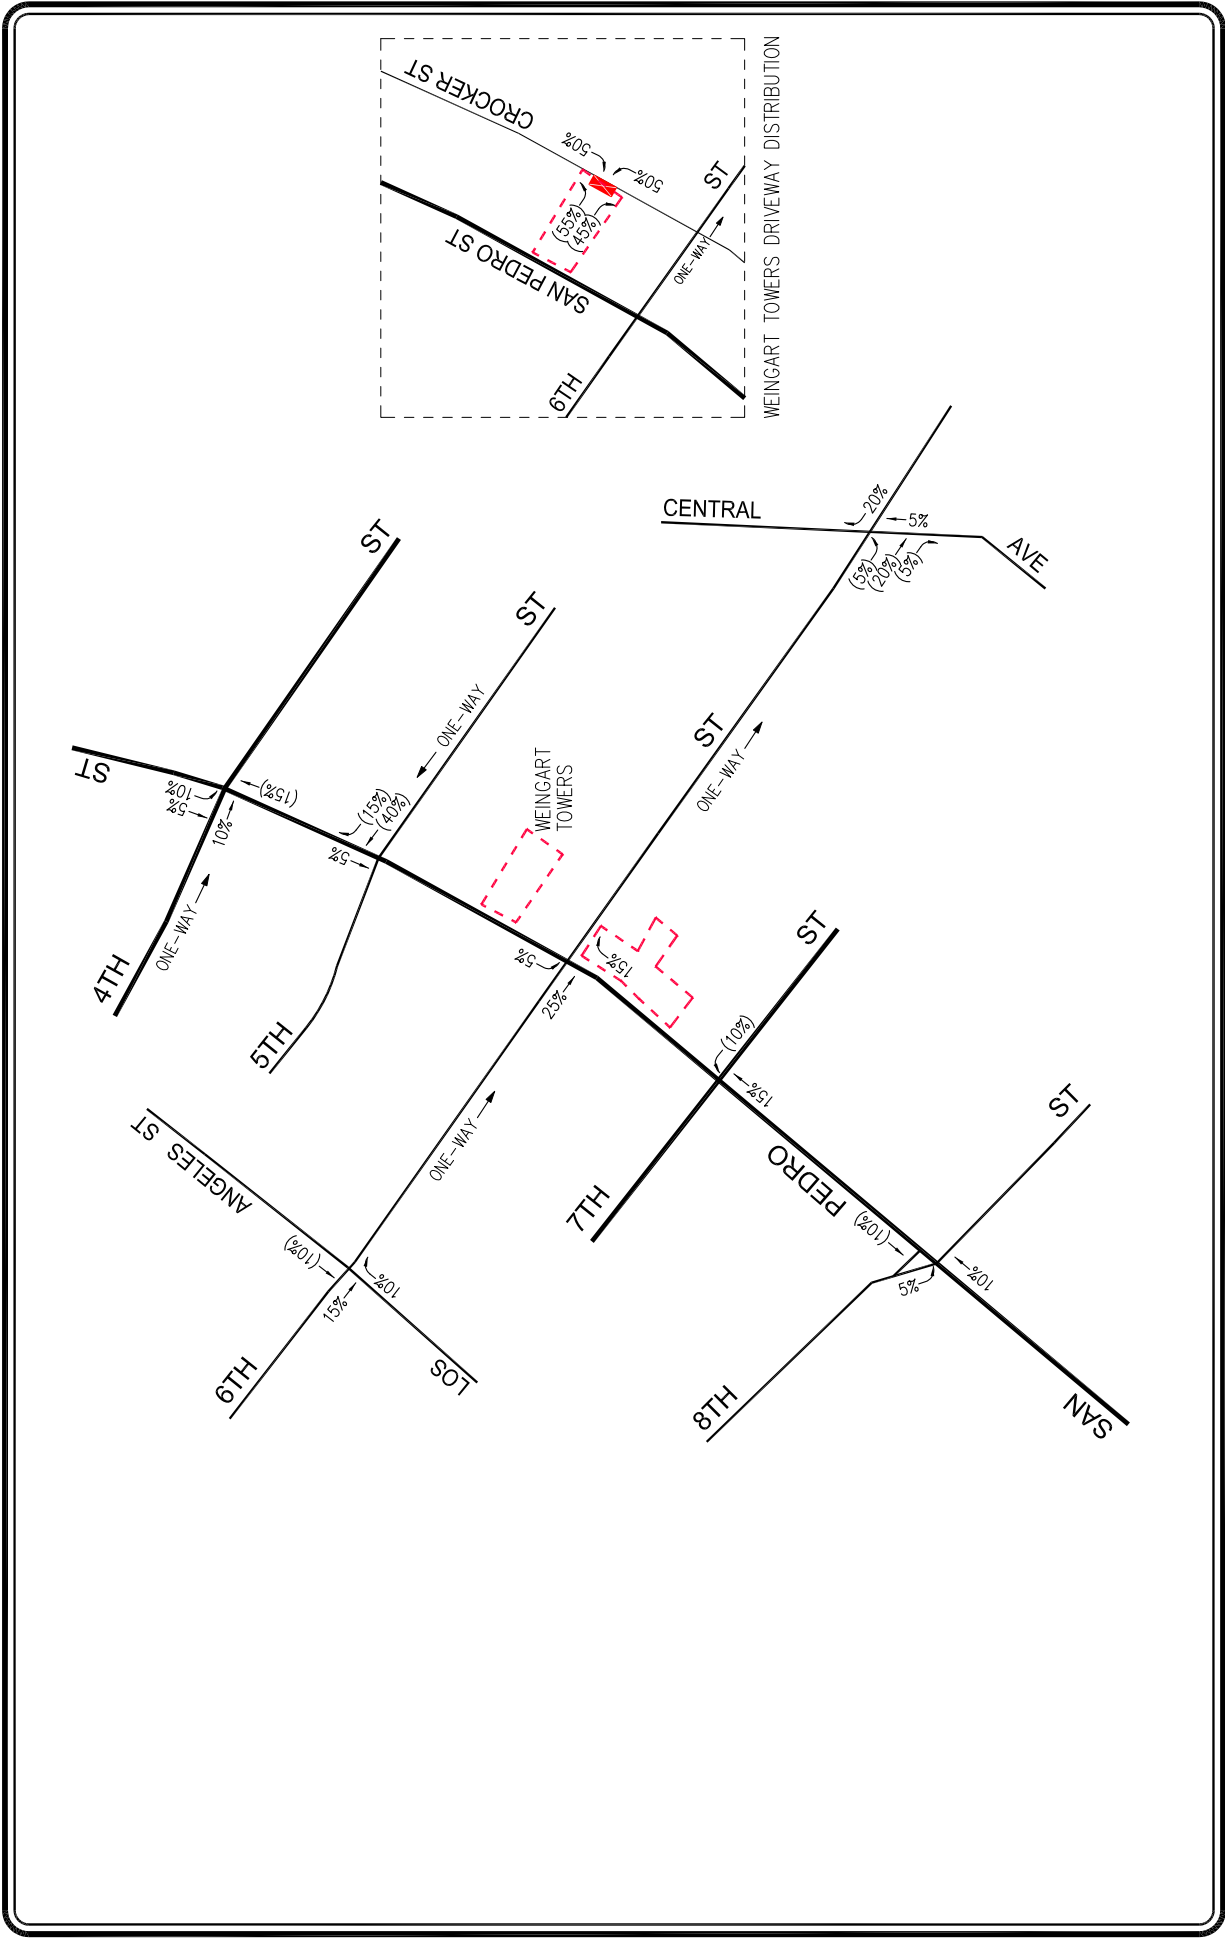 CROCKER ST
50%
50%
(55%)
(45%)
SAN PEDRO ST
ST
ONE-WAY
6TH
WEINGART TOWERS DRIVEWAY DISTRIBUTION
CENTRAL
20%
5%
(5%)
(20%)
(5%)
AVE
ST
ST
ST
10%
5%
10%
(15%)
ONE-WAY
4TH
ONE-WAY
(15%)
(40%)
5%
5TH
WEINGART
TOWERS
ST
ONE-WAY
5%
25%
15%
ST
(10%)
15%
7TH
ANGELES ST
ONE-WAY
(10%)
15%
10%
6TH
LOS
PEDRO
(10%)
5%
10%
ST
8TH
SAN